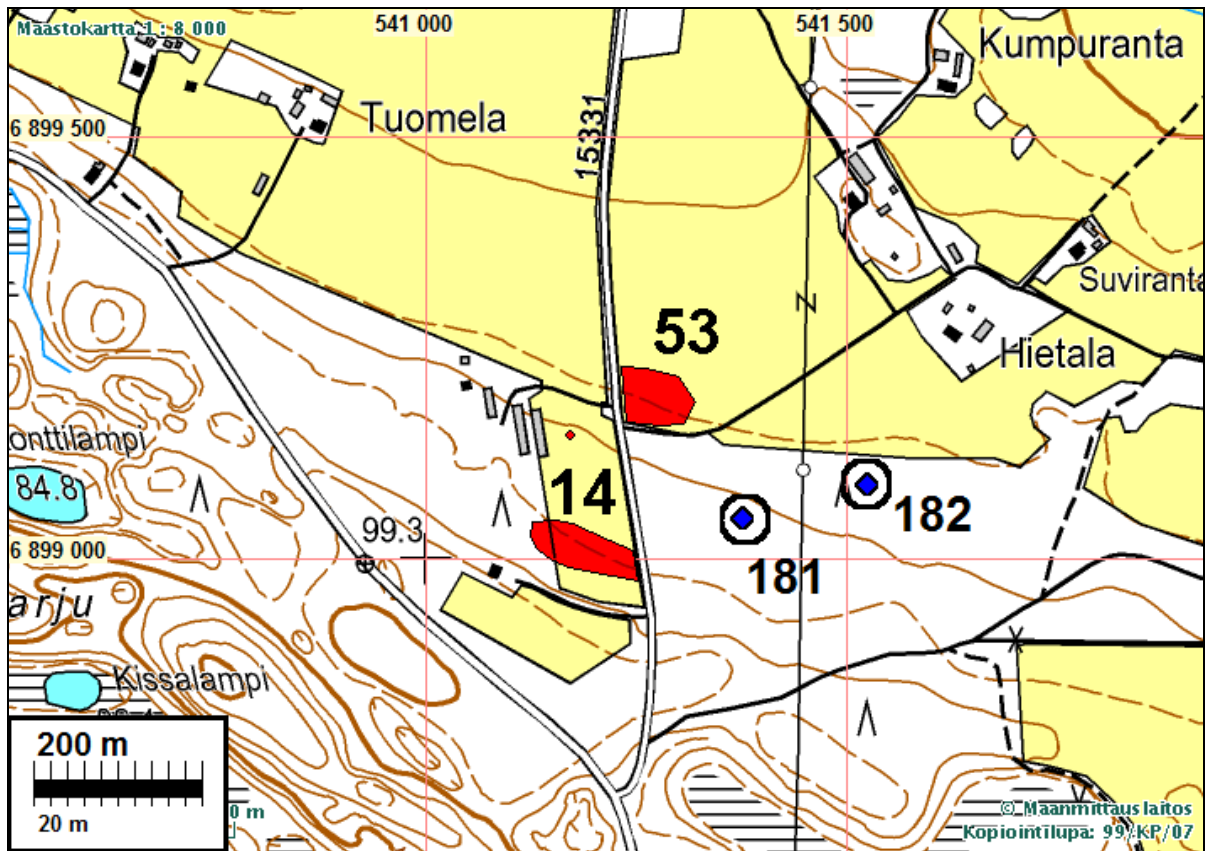 Maastokartta 1 : 8 000
541 000
541 500
Kumpuranta
Tuomela
15331
6 899 500
Suviranta
N
53
Hietala
onttilampi
84.8
14
99.3
182
181
6 899 000
arju
Kissalampi
200 m
20 m
0 m
© Maanmittauslaitos
Kopiointilupa: 99/KP/07